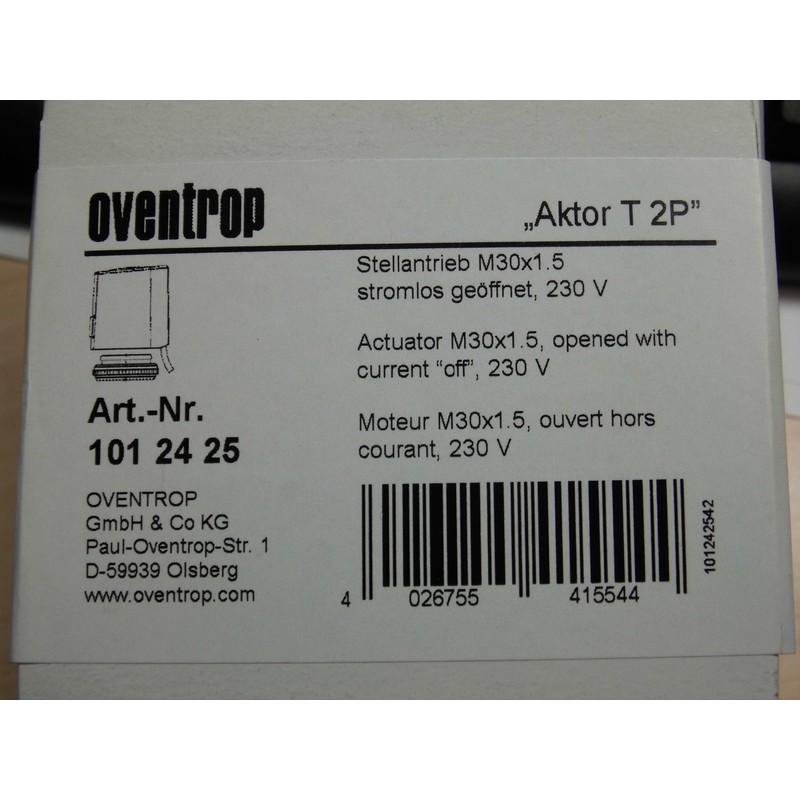 oventrop
„Aktor T 2P”
Stellantrieb M30x1.5
stromlos geöffnet, 230 V
Actuator M30x1.5, opened with
current “off”, 230 V
Moteur M30x1.5, ouvert hors
courant, 230 V
Art.-Nr.
101 24 25
OVENTROP
GmbH & Co KG
Paul-Oventrop-Str. 1
D-59939 Olsberg
www.oventrop.com
4 026755 415544
101242542